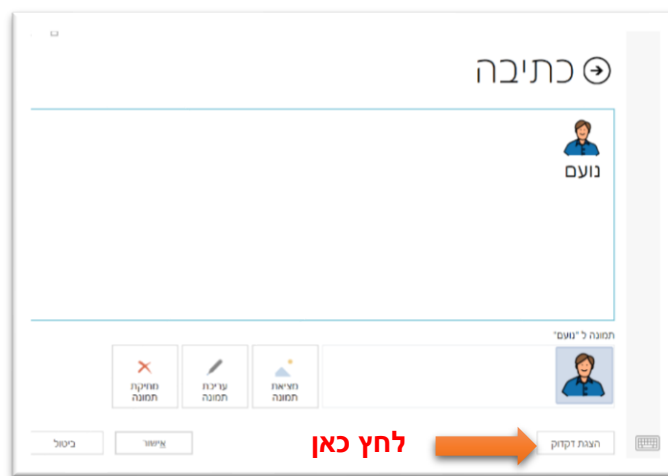 כתיבה
נועם
תמונה ל "נועם"
מציאת תמונה
עריכת תמונה
מחיקת תמונה
הצגת דקדוק
לחץ כאן
אישור
ביטול